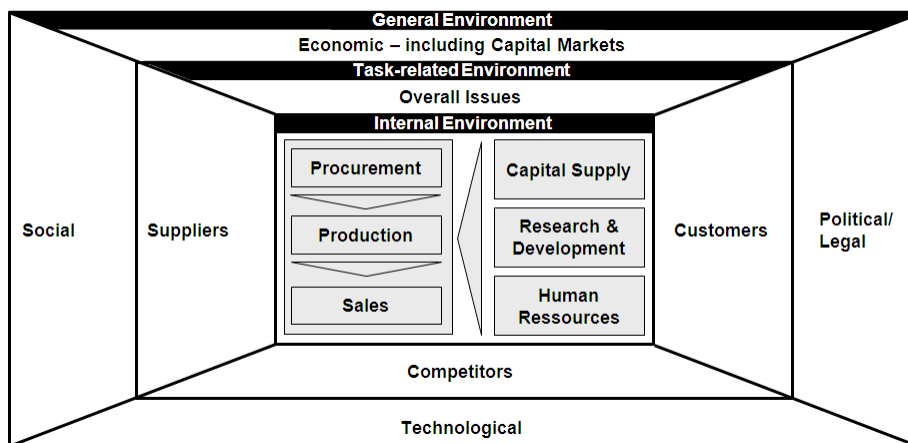 General Environment
Economic – including Capital Markets
Task-related Environment
Overall Issues
Internal Environment
Procurement
Production
Sales
Capital Supply
Research &
Development
Human
Ressources
Social
Suppliers
Customers
Political/
Legal
Competitors
Technological